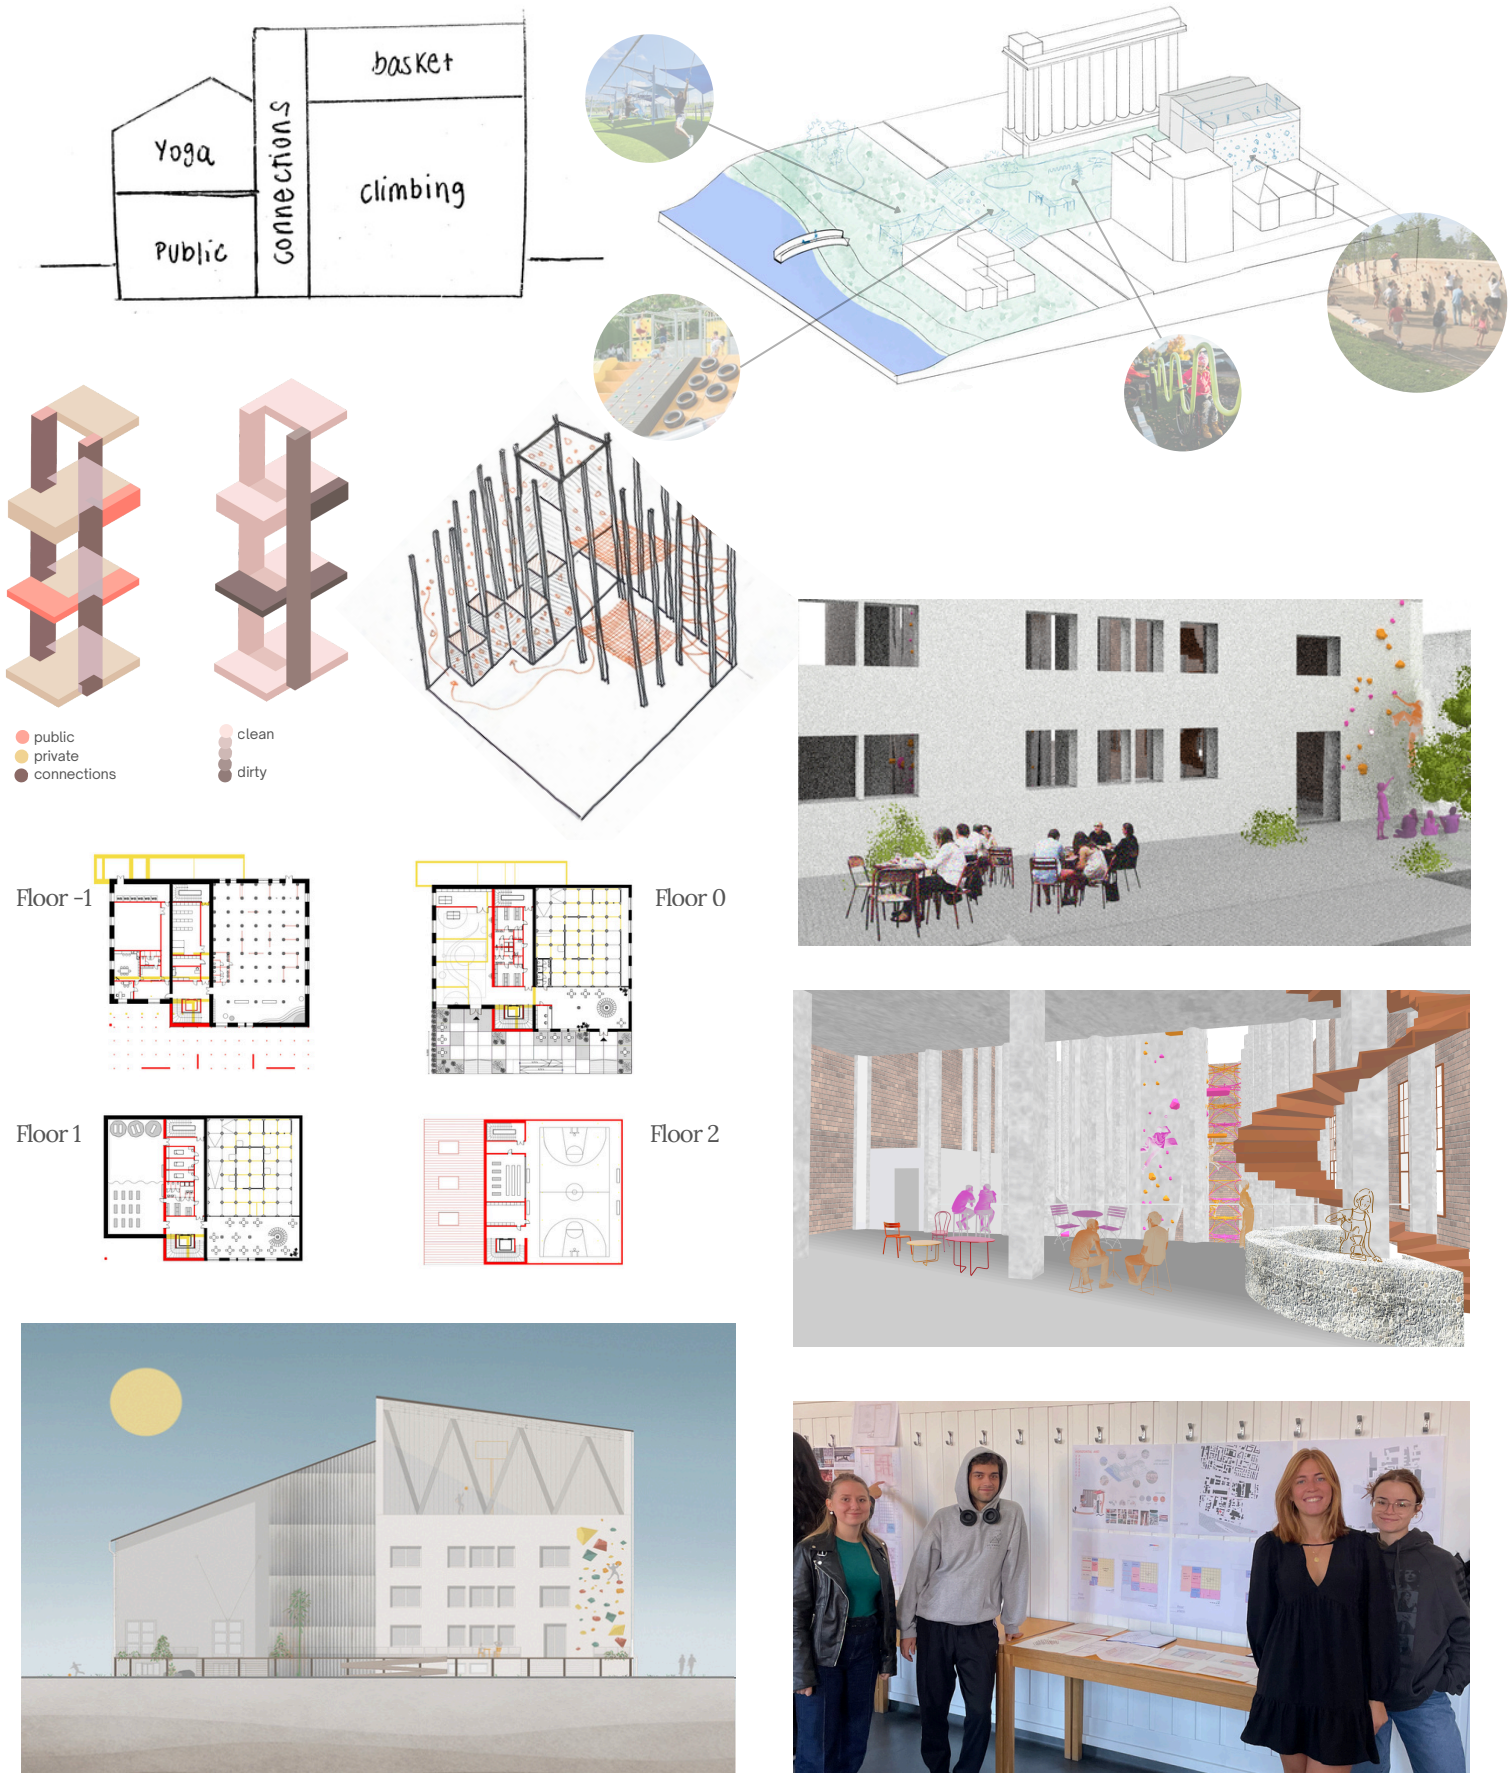 basket
Yoga
connections
climbing
Public
public
private
connections
clean
dirty
Floor -1
Floor 0
Floor 1
Floor 2